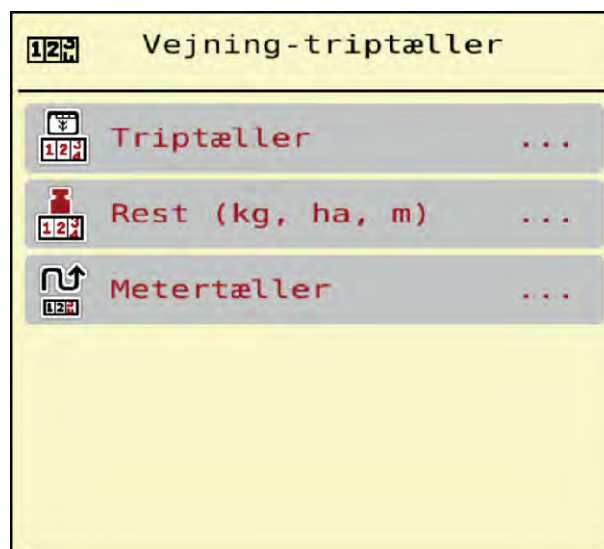 Vejning-triptæller
Triptæller ...
Rest (kg, ha, m) ...
Metertæller ...